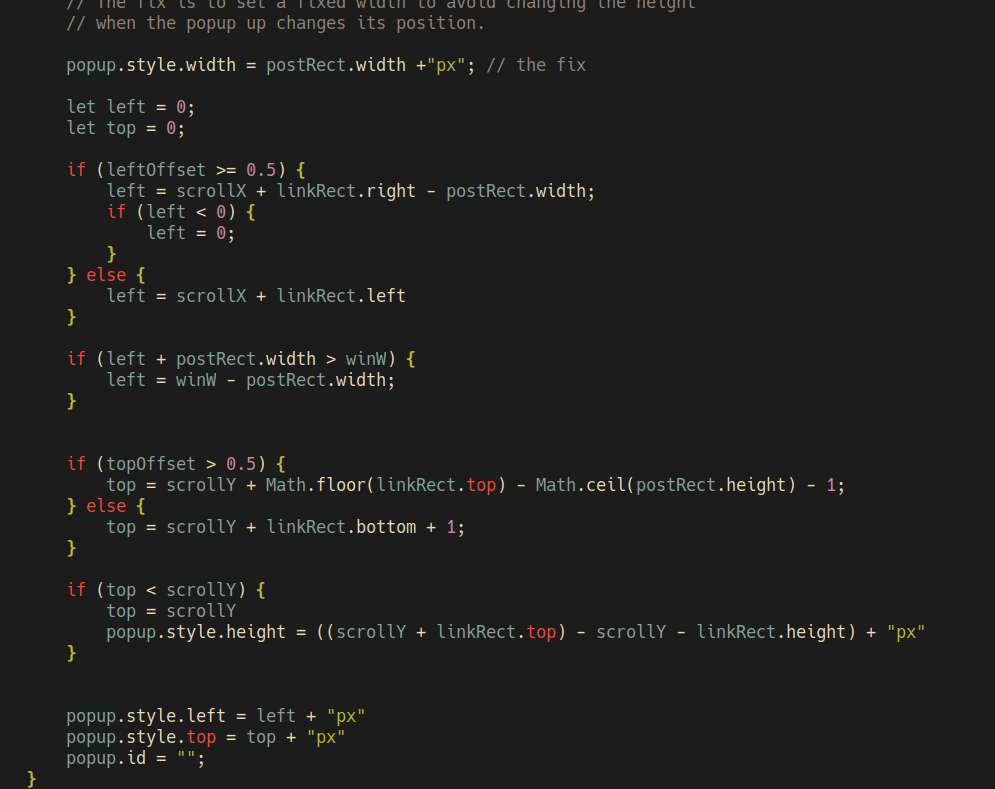 // The fix is to set a fixed width to avoid changing the height
// when the popup up changes its position.
popup.style.width = postRect.width +"px"; // the fix
let left = 0;
let top = 0;
if (leftOffset >= 0.5) {
left = scrollX + linkRect.right - postRect.width;
if (left < 0) {
left = 0;
}
} else {
left = scrollX + linkRect.left
}
if (left + postRect.width > winW) {
left = winW - postRect.width;
}
if (topOffset > 0.5) {
top = scrollY + Math.floor(linkRect.top) - Math.ceil(postRect.height) - 1;
} else {
top = scrollY + linkRect.bottom + 1;
}
if (top < scrollY) {
top = scrollY
popup.style.height = ((scrollY + linkRect.top) - scrollY - linkRect.height) + "px"
}
popup.style.left = left + "px"
popup.style.top = top + "px"
popup.id = "";
}